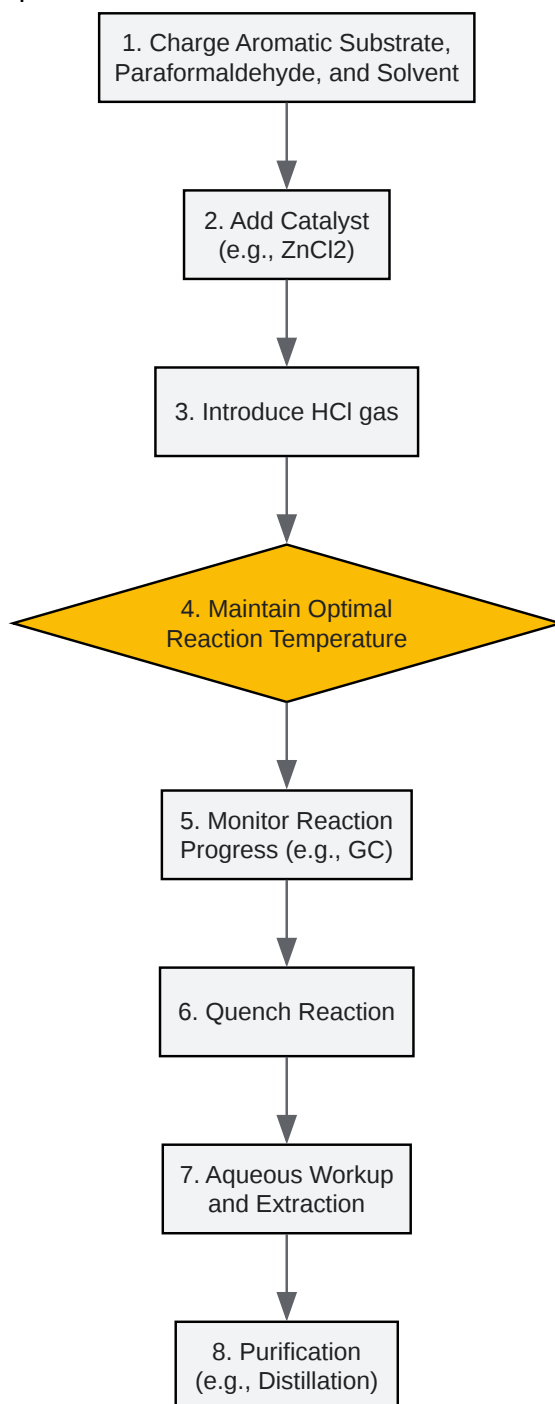 1. Charge Aromatic Substrate,
Paraformaldehyde, and Solvent
2. Add Catalyst
(e.g., ZnCl2)
3. Introduce HCl gas
4. Maintain Optimal
Reaction Temperature
5. Monitor Reaction
Progress (e.g., GC)
6. Quench Reaction
7. Aqueous Workup
and Extraction
8. Purification
(e.g., Distillation)